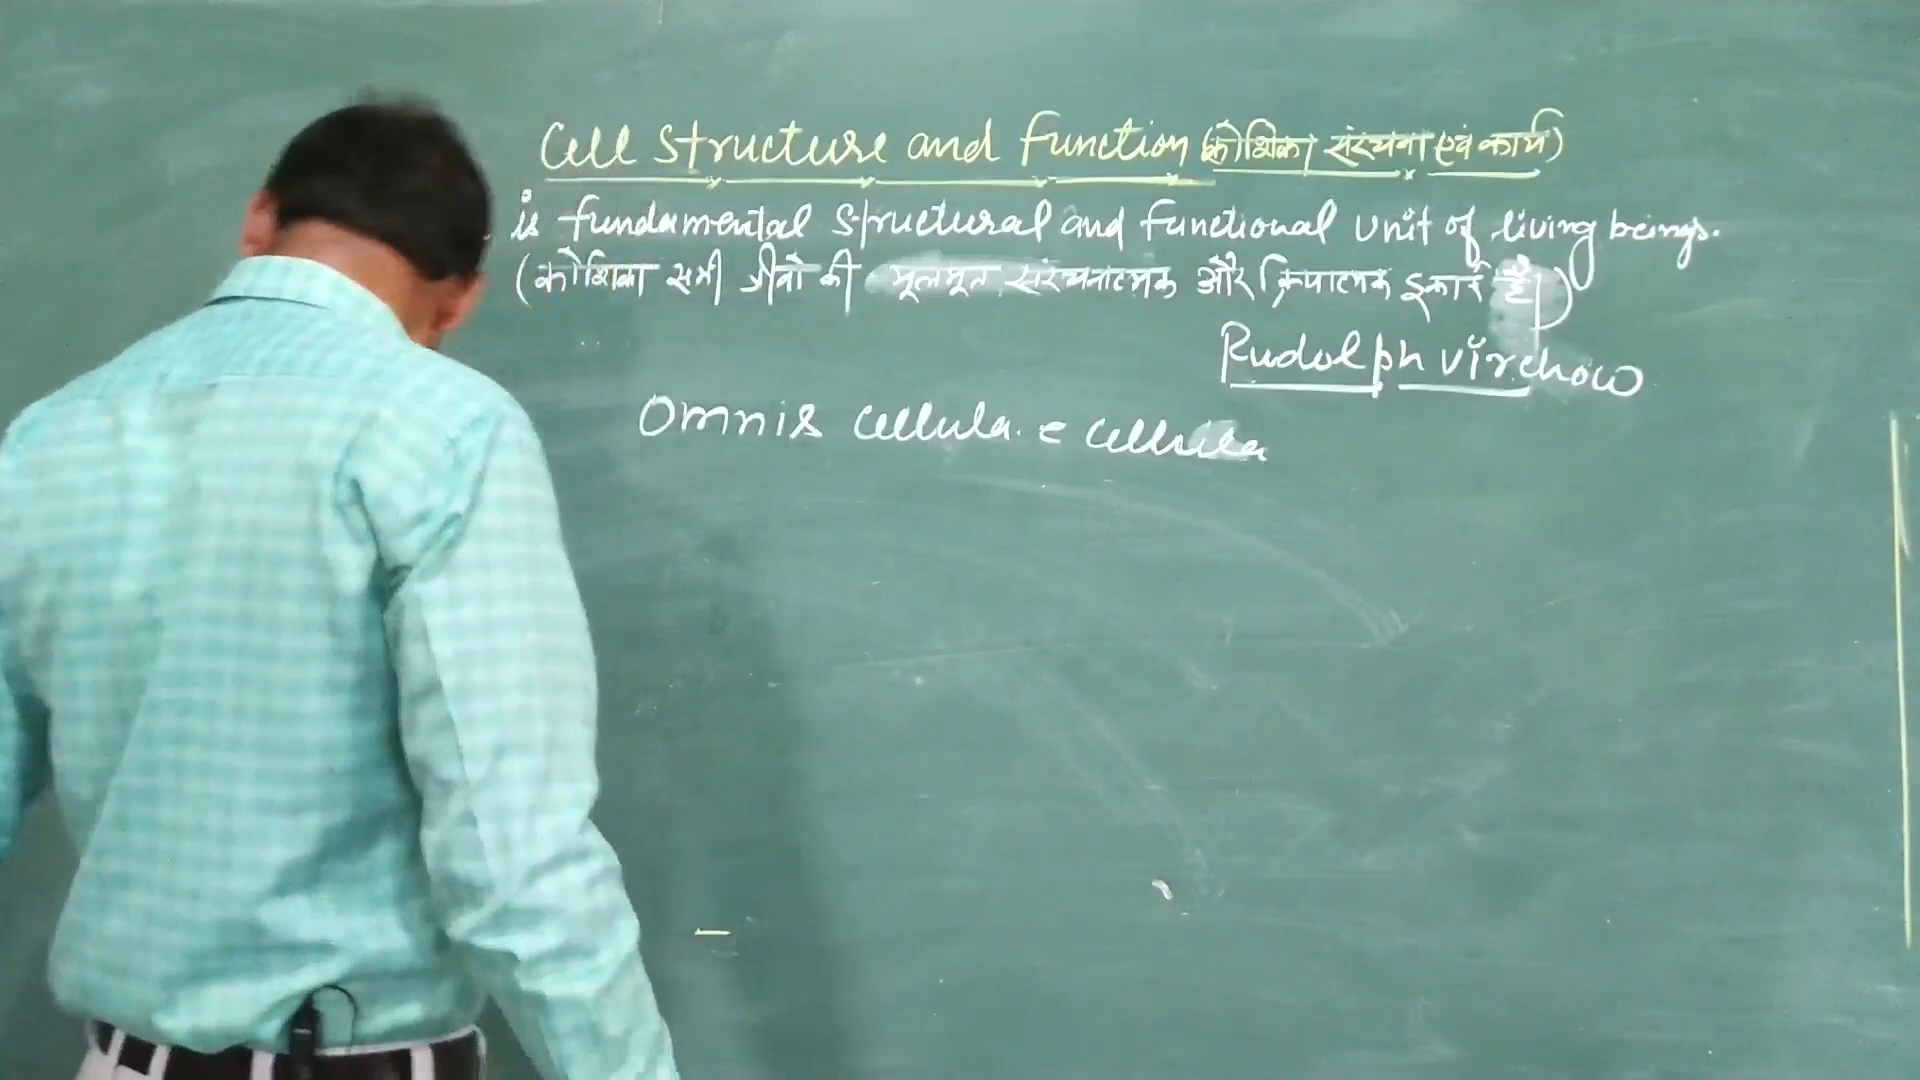 Cell Structure and Function (कोशिका संरचना एवं कार्य)
is fundamental Structural and functional unit of living beings.
(कोशिका सभी जीवों की मूलभूत संरचनात्मक और क्रियात्मक इकाई है।)
Rudolph virchow
Omnis cellula. e cellula